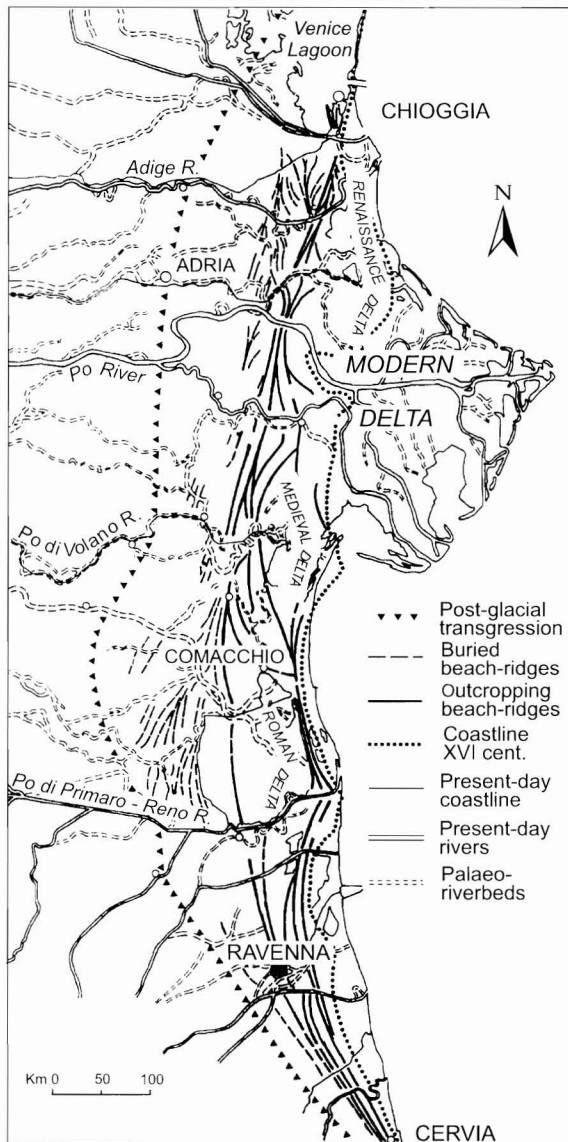 Venice
Lagoon
CHIOGGIA
Adige R.
N
RENAISSANCE DELTA
ADRIA
MODERN
Po River
DELTA
MEDIEVAL DELTA
Po di Volano R.
Post-glacial
transgression
Buried
beach-ridges
COMACCHIO
Outcropping
beach-ridges
ROMAN DELTA
Coastline
XVI cent.
Po di Primaro - Reno R.
Present-day
coastline
Present-day
rivers
Palaeo-
riverbeds
RAVENNA
Km 0 50 100
CERVIA